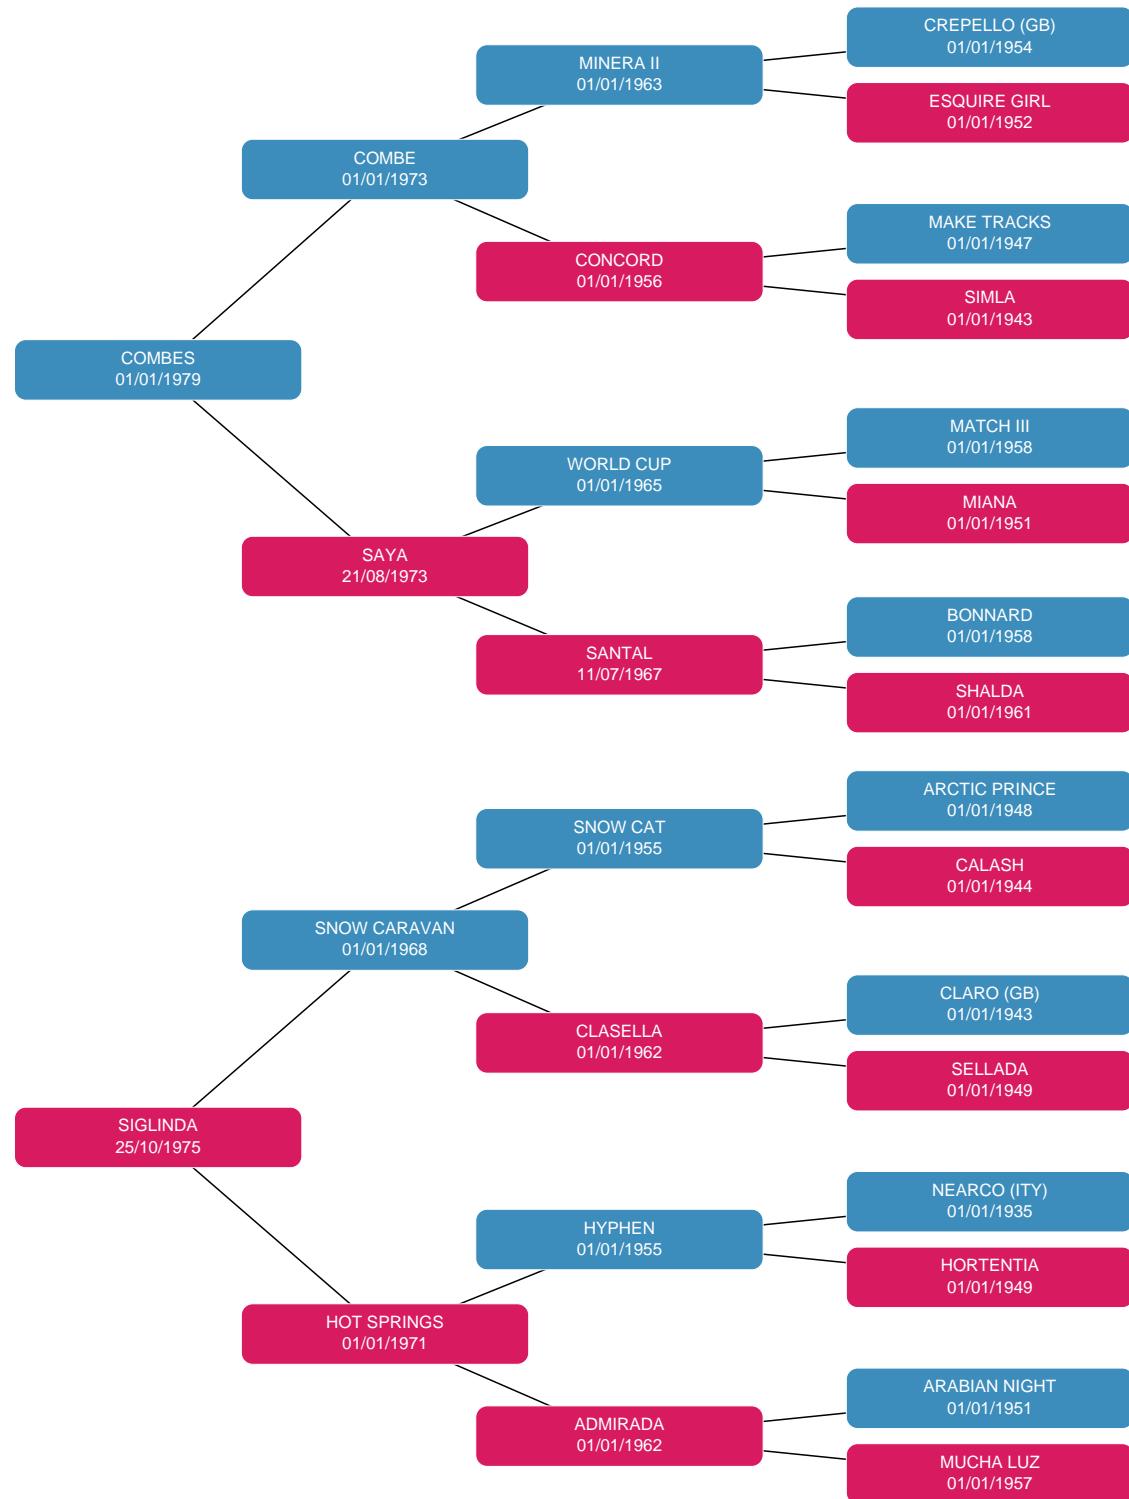 CREPELLO (GB)
01/01/1954
MINERA II
01/01/1963
ESQUIRE GIRL
01/01/1952
COMBE
01/01/1973
MAKE TRACKS
01/01/1947
CONCORD
01/01/1956
SIMLA
01/01/1943
COMBES
01/01/1979
MATCH III
01/01/1958
WORLD CUP
01/01/1965
MIANA
01/01/1951
SAYA
21/08/1973
BONNARD
01/01/1958
SANTAL
11/07/1967
SHALDA
01/01/1961
ARCTIC PRINCE
01/01/1948
SNOW CAT
01/01/1955
CALASH
01/01/1944
SNOW CARAVAN
01/01/1968
CLARO (GB)
01/01/1943
CLASELLA
01/01/1962
SELLADA
01/01/1949
SIGLINDA
25/10/1975
NEARCO (ITY)
01/01/1935
HYPHEN
01/01/1955
HORTENTIA
01/01/1949
HOT SPRINGS
01/01/1971
ARABIAN NIGHT
01/01/1951
ADMIRADA
01/01/1962
MUCHA LUZ
01/01/1957